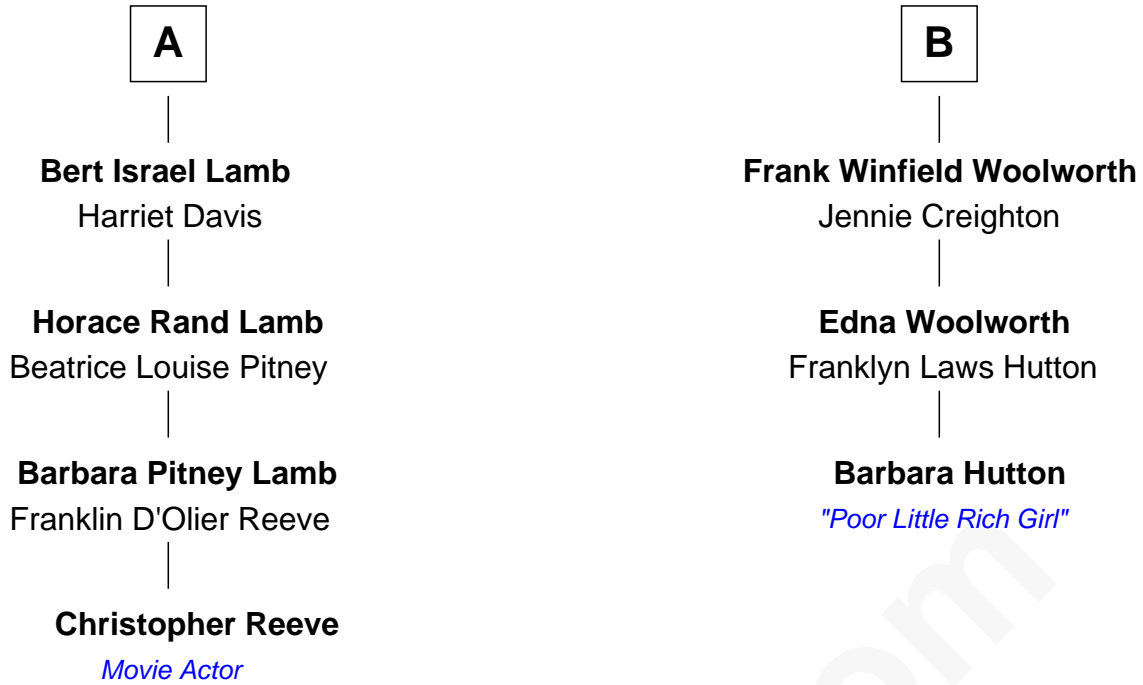 A
Bert Israel Lamb
Harriet Davis
Horace Rand Lamb
Beatrice Louise Pitney
Barbara Pitney Lamb
Franklin D'Olier Reeve
Christopher Reeve
Movie Actor
B
Frank Winfield Woolworth
Jennie Creighton
Edna Woolworth
Franklyn Laws Hutton
Barbara Hutton
"Poor Little Rich Girl"
om